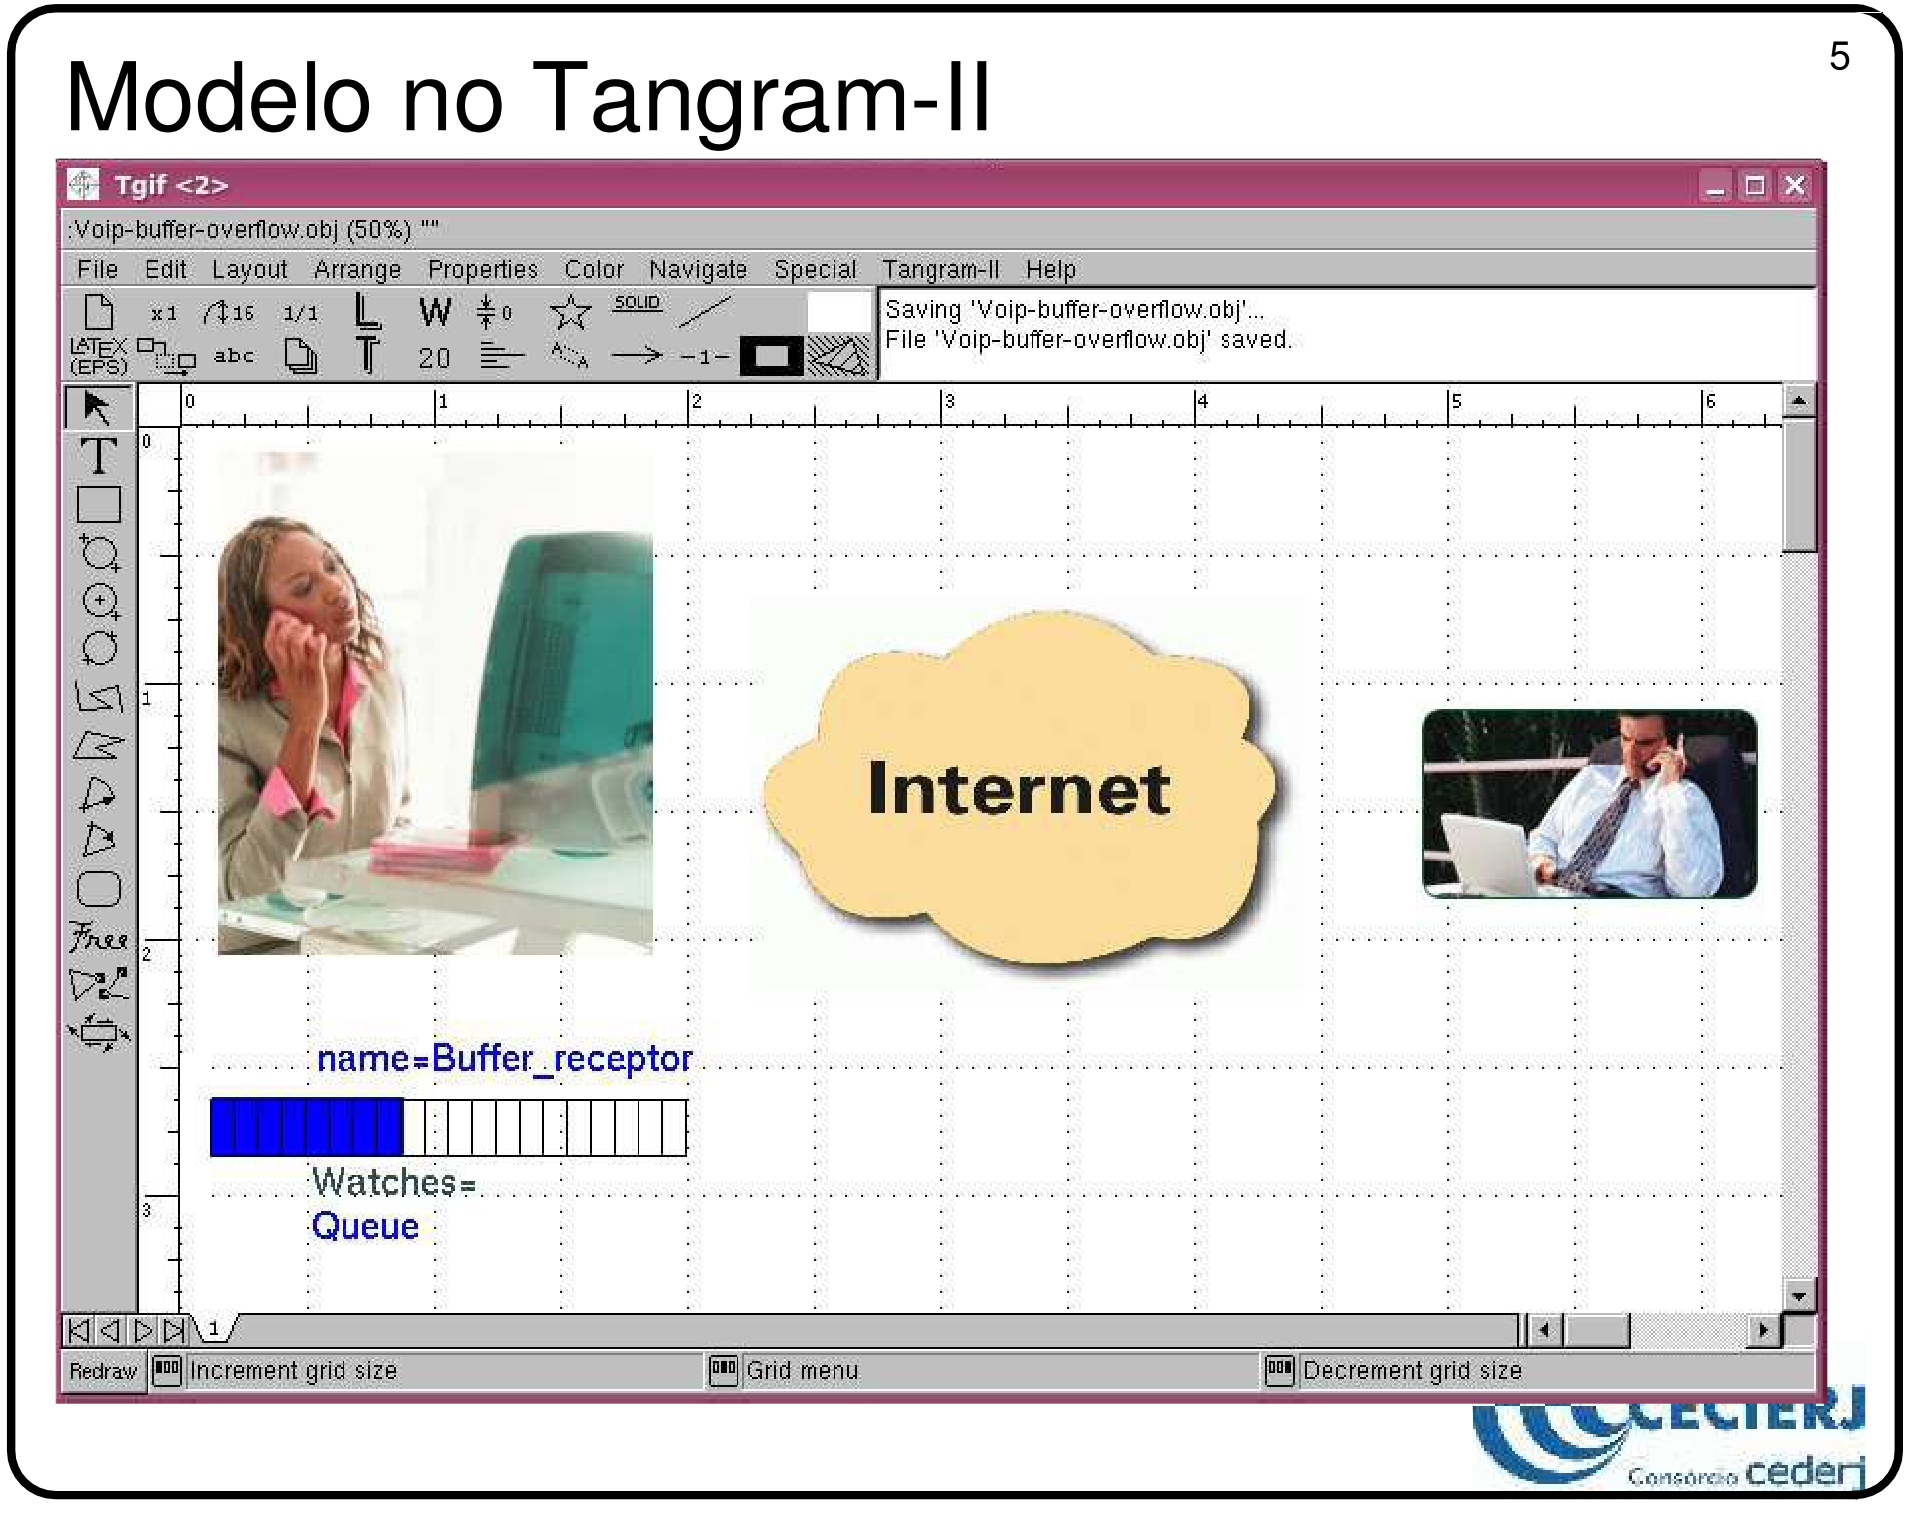 5
Modelo no Tangram-II
Tgif <2>
:Voip-buffer-overflow.obj (50%) ""
File Edit Layout Arrange Properties Color Navigate Special Tangram-II Help
x1 16 1/1 L W 0 SOLID
Saving 'Voip-buffer-overflow.obj'...
LATEX (EPS) abc T 20 -1-
File 'Voip-buffer-overflow.obj' saved.
0 1 2 3 4 5 6
0
T
1
Internet
Free
2
name=Buffer_receptor
Watches=
3
Queue
1
Redraw Increment grid size Grid menu Decrement grid size
CECIERJ
Consórcio cederj